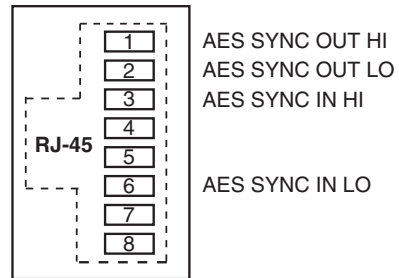 1 AES SYNC OUT HI
2 AES SYNC OUT LO
3 AES SYNC IN HI
4
RJ-45
5
6 AES SYNC IN LO
7
8